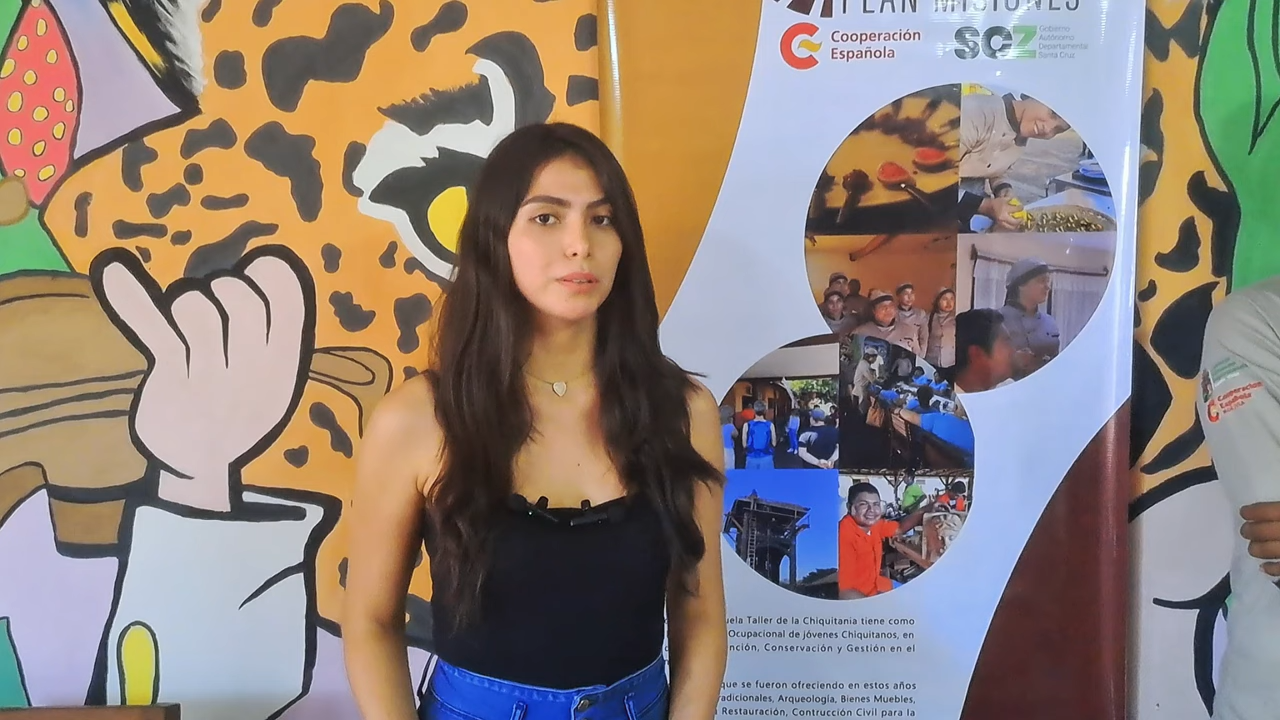 PLAN MISIONES
Cooperación
Española
SCZ
Gobierno
Autónomo
Departamental
Santa Cruz
uela Taller de la Chiquitania tiene como
Ocupacional de jóvenes Chiquitanos, en
nción, Conservación y Gestión en el
que se fueron ofreciendo en estos años
adicionales, Arqueología, Bienes Muebles,
Restauración, Contrucción Civil para la
Cooperación
Española